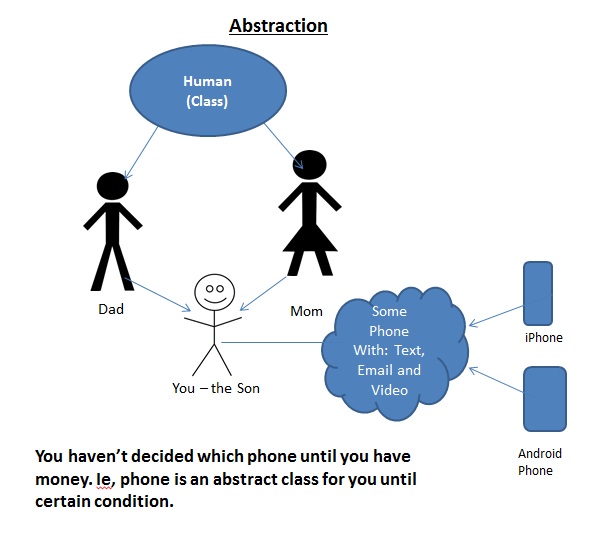 Abstraction
Human
(Class)
Dad
Mom
You – the Son
Some
Phone
With:  Text,
Email and
Video
iPhone
Android
Phone
You haven’t decided which phone until you have
money. Ie, phone is an abstract class for you until
certain condition.